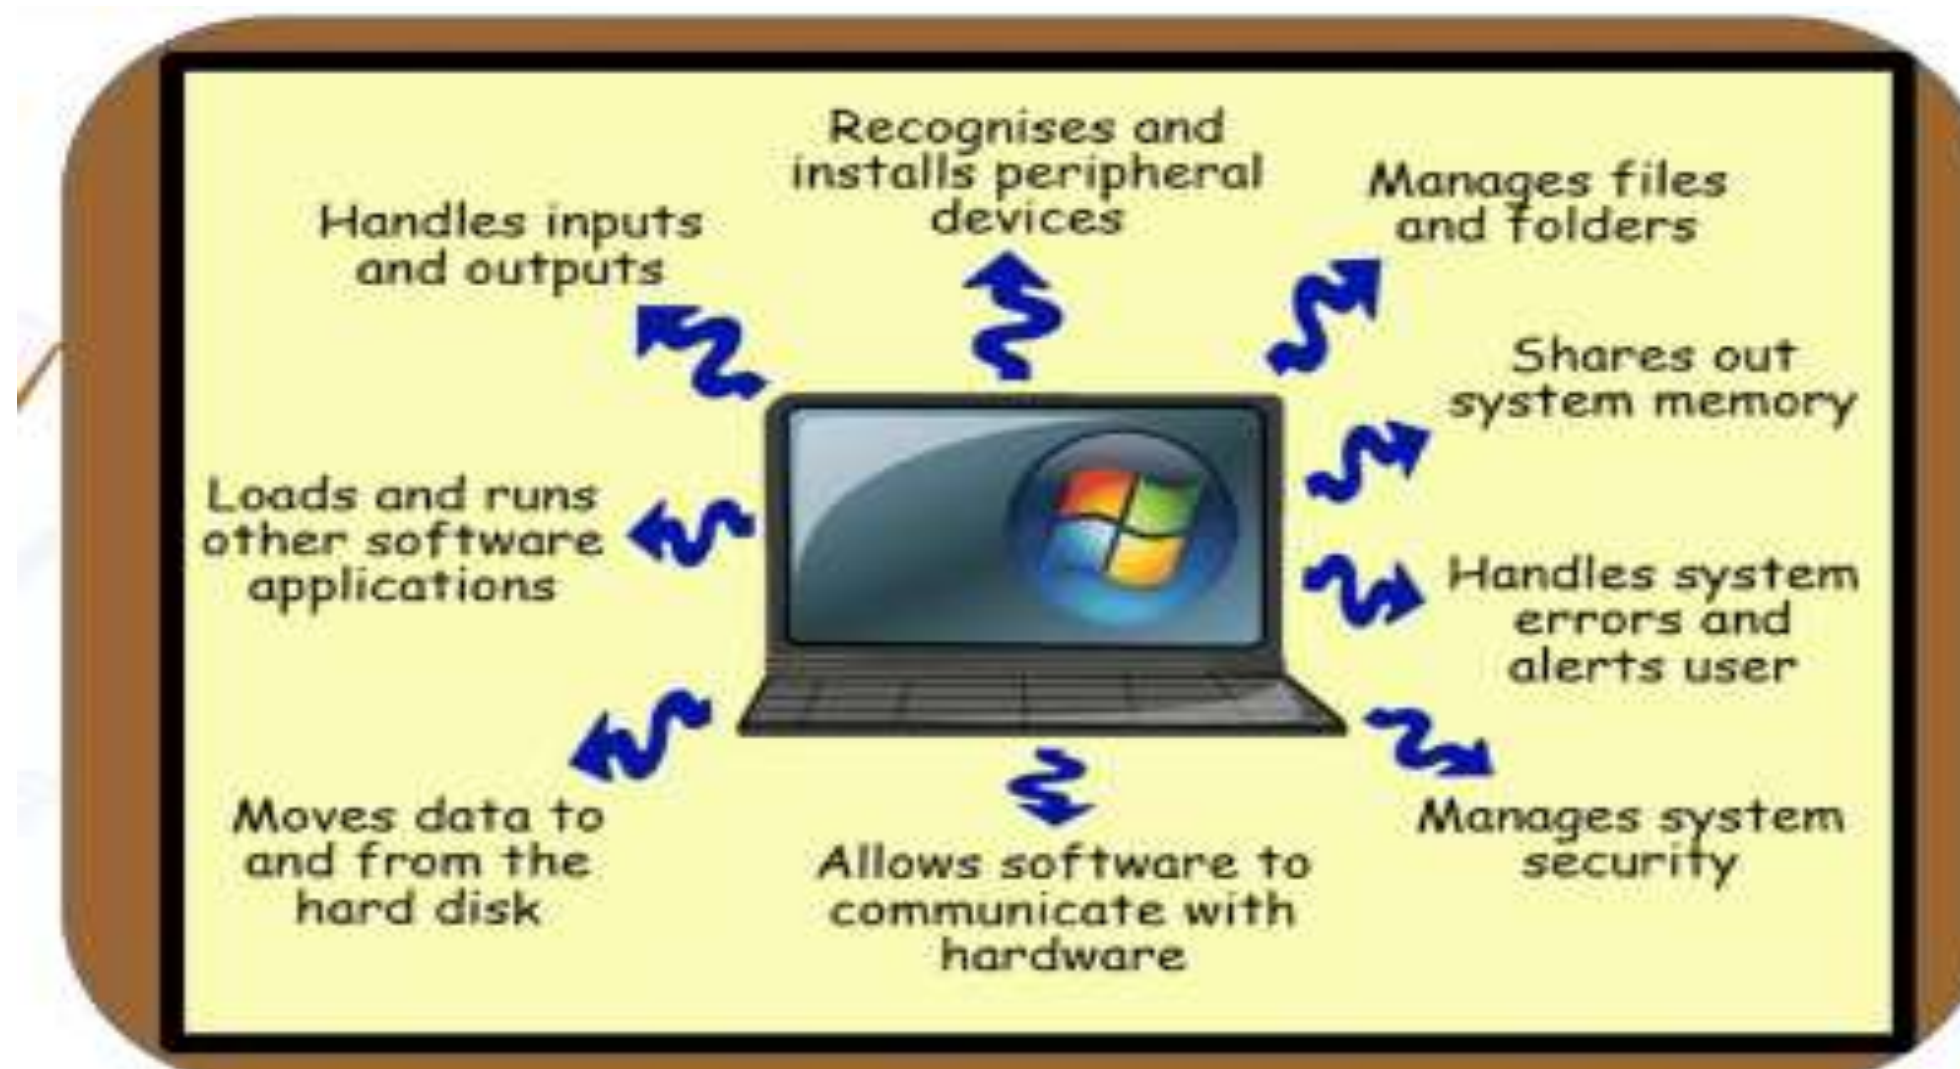 Recognises and
installs peripheral
devices
Manages files
and folders
Handles inputs
and outputs
Shares out
system memory
Loads and runs
other software
applications
Handles system
errors and
alerts user
Moves data to
and from the
hard disk
Allows software to
communicate with
hardware
Manages system
security